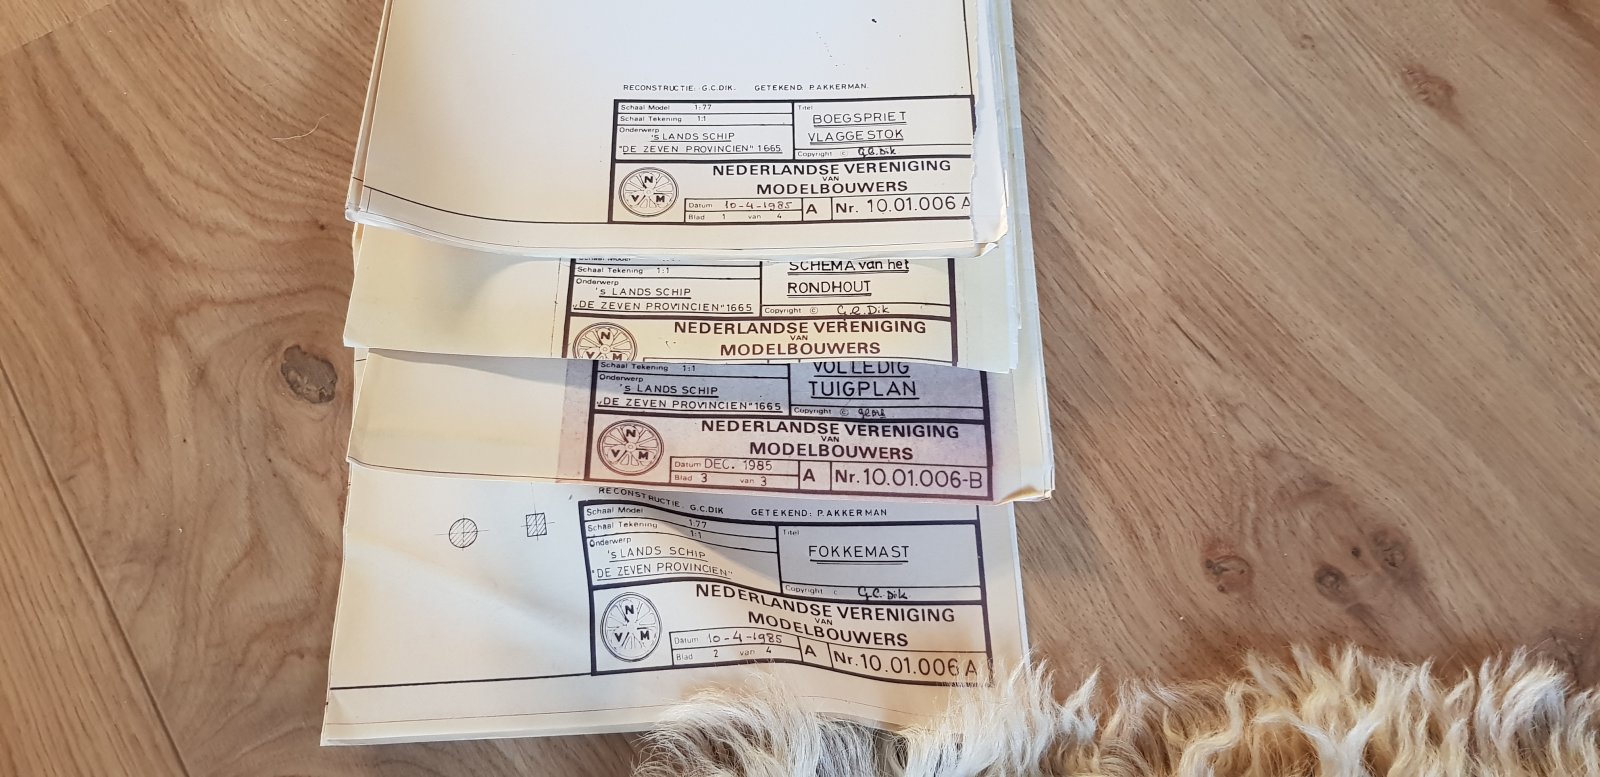 RECONSTRUCTIE: G.C.DIK. GETEKEND: P.AKKERMAN.
Schaal Model 1:77
Schaal Tekening 1:1
Onderwerp
's LANDS SCHIP
"DE ZEVEN PROVINCIEN" 1665.
Titel
BOEGSPRIET
VLAGGESTOK
Copyright © G.C.Dik
NEDERLANDSE VERENIGING
VAN
MODELBOUWERS
N V M
Datum 10-4-1985
Blad 1 van 4
A
Nr. 10.01.006 A
Schaal Tekening 1:1
Onderwerp
's LANDS SCHIP
"DE ZEVEN PROVINCIEN" 1665
SCHEMA van het
RONDHOUT
Copyright © G.C.Dik
NEDERLANDSE VERENIGING
VAN
MODELBOUWERS
N V M
Schaal Tekening 1:1
Onderwerp
's LANDS SCHIP
"DE ZEVEN PROVINCIEN" 1665
VOLLEDIG
TUIGPLAN
Copyright ©
NEDERLANDSE VERENIGING
VAN
MODELBOUWERS
N V M
Datum DEC. 1985
Blad 3 van 3
A
Nr. 10.01.006-B
RECONSTRUCTIE: G.C.DIK GETEKEND: P.AKKERMAN
Schaal Model 1:77
Schaal Tekening 1:1
Onderwerp
's LANDS SCHIP
"DE ZEVEN PROVINCIEN"
Titel
FOKKEMAST
Copyright © G.C.Dik
NEDERLANDSE VERENIGING
VAN
MODELBOUWERS
N V M
Datum 10-4-1985
Blad 2 van 4
A
Nr. 10.01.006 A